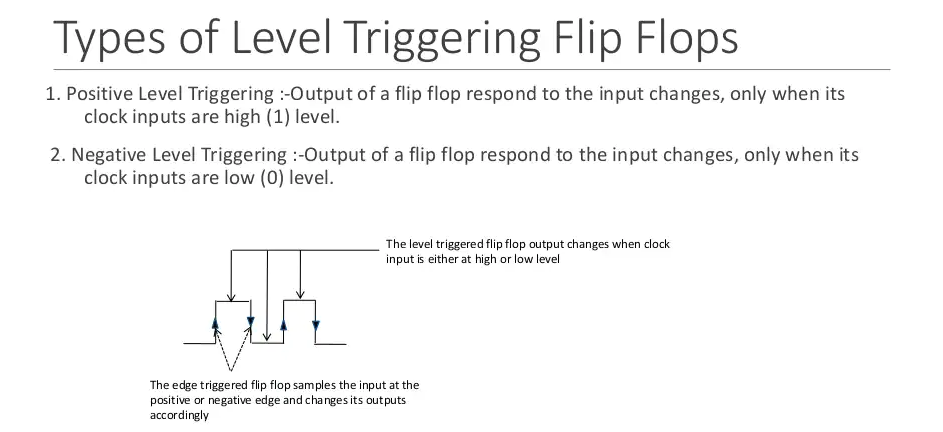 Types of Level Triggering Flip Flops
1. Positive Level Triggering :-Output of a flip flop respond to the input changes, only when its
clock inputs are high (1) level.
2. Negative Level Triggering :-Output of a flip flop respond to the input changes, only when its
clock inputs are low (0) level.
The level triggered flip flop output changes when clock
input is either at high or low level
The edge triggered flip flop samples the input at the
positive or negative edge and changes its outputs
accordingly